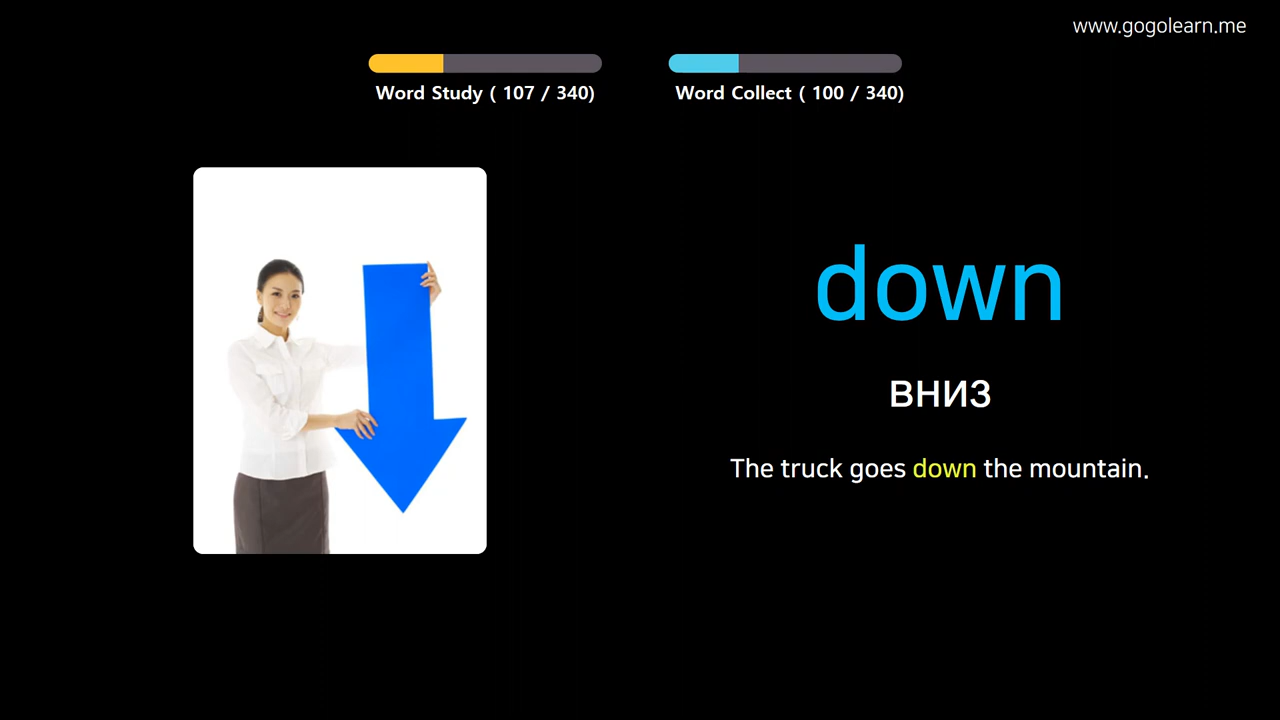 www.gogolearn.me
Word Study ( 107 / 340)
Word Collect ( 100 / 340)
down
вниз
The truck goes down the mountain.